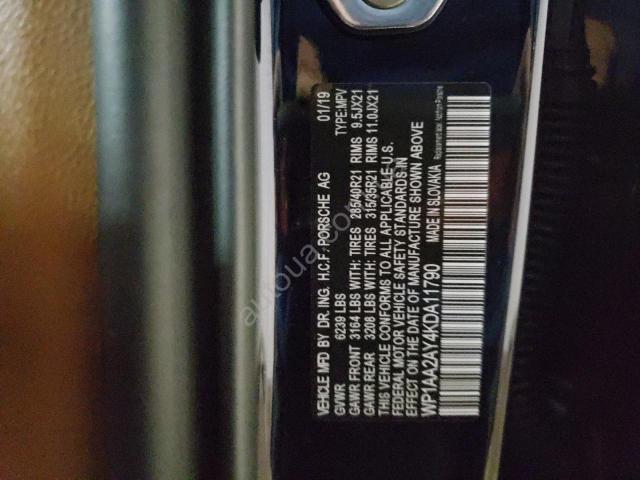 VEHICLE MFD BY DR. ING. H.C.F. PORSCHE AG 01/19
GVWR 6239 LBS TYPE:MPV
GAWR FRONT 3164 LBS WITH: TIRES 285/40R21 RIMS 9.5JX21
GAWR REAR 3208 LBS WITH: TIRES 315/35R21 RIMS 11.0JX21
THIS VEHICLE CONFORMS TO ALL APPLICABLE U.S.
FEDERAL MOTOR VEHICLE SAFETY STANDARDS IN
EFFECT ON THE DATE OF MANUFACTURE SHOWN ABOVE
WP1AA2AY4KDA11790 MADE IN SLOVAKIA
autoua.com